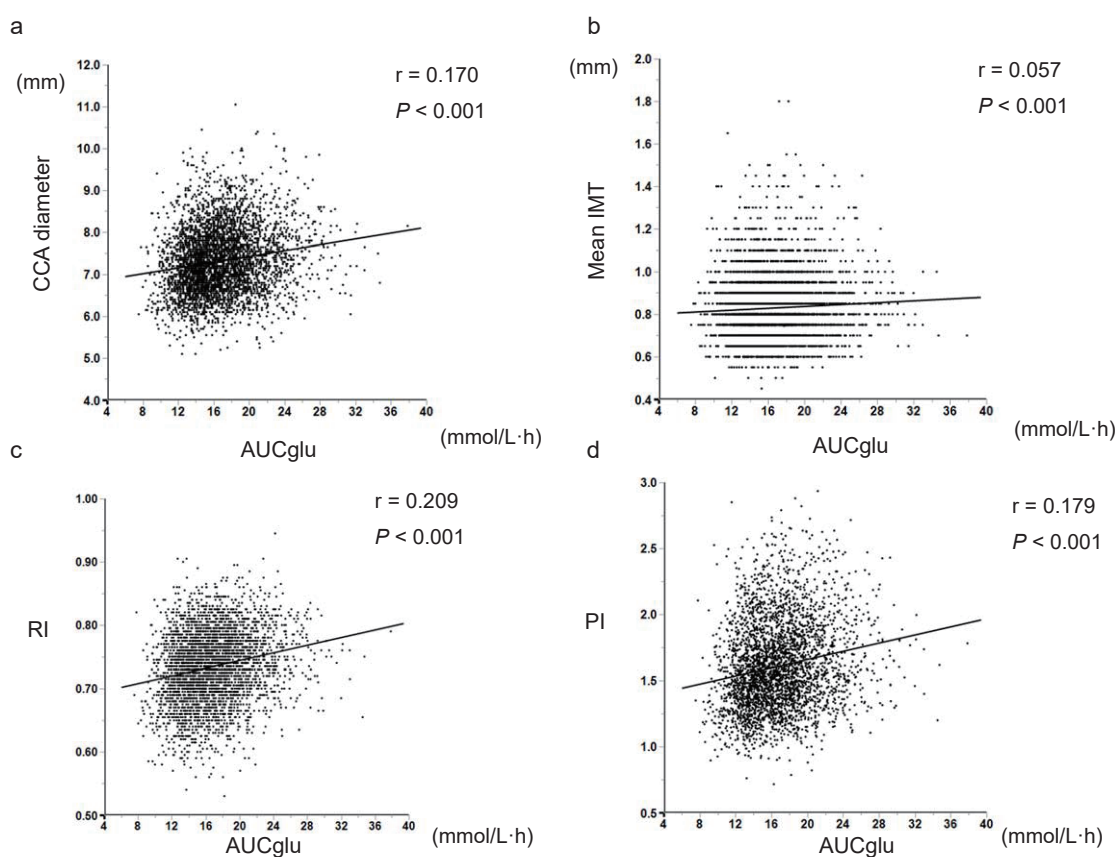 a
(mm)
CCA diameter
12.0
11.0
10.0
9.0
8.0
7.0
6.0
5.0
4.0
r = 0.170
P < 0.001
4 8 12 16 20 24 28 32 36 40
AUCglu
(mmol/L·h)
b
(mm)
Mean IMT
2.0
1.8
1.6
1.4
1.2
1.0
0.8
0.6
0.4
r = 0.057
P < 0.001
4 8 12 16 20 24 28 32 36 40
AUCglu
(mmol/L·h)
c
RI
1.00
0.90
0.80
0.70
0.60
0.50
r = 0.209
P < 0.001
4 8 12 16 20 24 28 32 36 40
AUCglu
(mmol/L·h)
d
PI
3.0
2.5
2.0
1.5
1.0
0.5
r = 0.179
P < 0.001
4 8 12 16 20 24 28 32 36 40
AUCglu
(mmol/L·h)